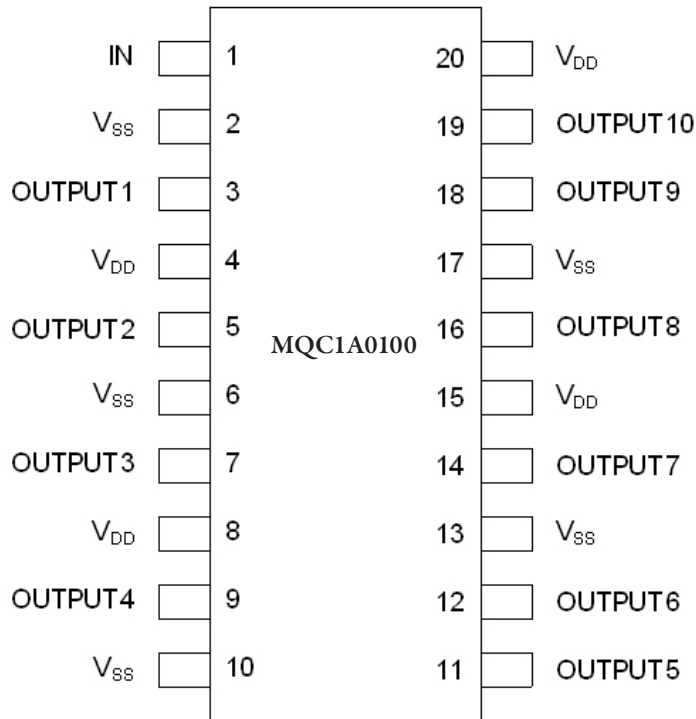 IN 1 20 VDD
VSS 2 19 OUTPUT10
OUTPUT1 3 18 OUTPUT9
VDD 4 17 VSS
OUTPUT2 5 16 OUTPUT8
MQC1A0100
VSS 6 15 VDD
OUTPUT3 7 14 OUTPUT7
VDD 8 13 VSS
OUTPUT4 9 12 OUTPUT6
VSS 10 11 OUTPUT5